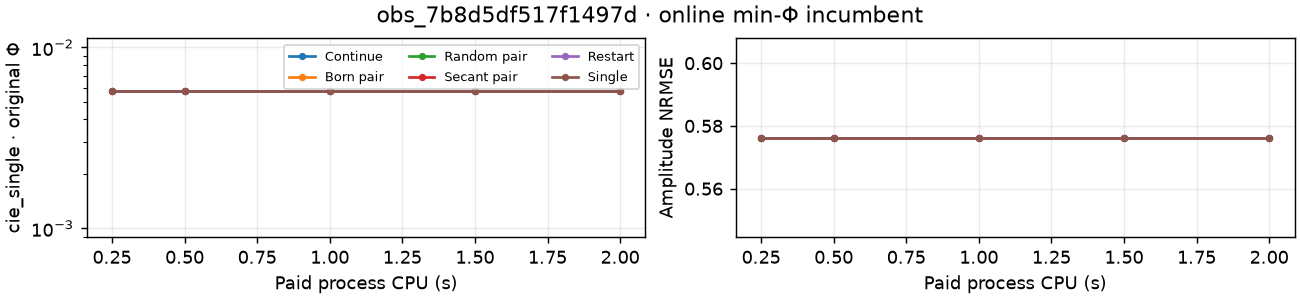 obs_7b8d5df517f1497d · online min-Φ incumbent
cie_single · original Φ
10⁻²
10⁻³
Continue
Born pair
Random pair
Secant pair
Restart
Single
0.25 0.50 0.75 1.00 1.25 1.50 1.75 2.00
Paid process CPU (s)
Amplitude NRMSE
0.60
0.58
0.56
0.25 0.50 0.75 1.00 1.25 1.50 1.75 2.00
Paid process CPU (s)